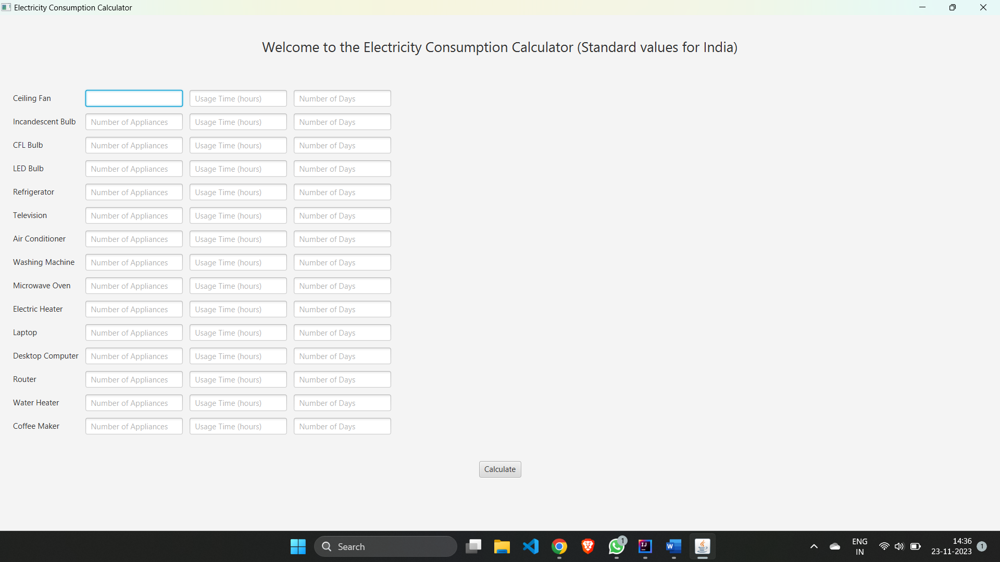 Electricity Consumption Calculator
Welcome to the Electricity Consumption Calculator (Standard values for India)
Ceiling Fan Usage Time (hours) Number of Days
Incandescent Bulb Number of Appliances Usage Time (hours) Number of Days
CFL Bulb Number of Appliances Usage Time (hours) Number of Days
LED Bulb Number of Appliances Usage Time (hours) Number of Days
Refrigerator Number of Appliances Usage Time (hours) Number of Days
Television Number of Appliances Usage Time (hours) Number of Days
Air Conditioner Number of Appliances Usage Time (hours) Number of Days
Washing Machine Number of Appliances Usage Time (hours) Number of Days
Microwave Oven Number of Appliances Usage Time (hours) Number of Days
Electric Heater Number of Appliances Usage Time (hours) Number of Days
Laptop Number of Appliances Usage Time (hours) Number of Days
Desktop Computer Number of Appliances Usage Time (hours) Number of Days
Router Number of Appliances Usage Time (hours) Number of Days
Water Heater Number of Appliances Usage Time (hours) Number of Days
Coffee Maker Number of Appliances Usage Time (hours) Number of Days
Calculate
Search 1 IJ W ENG 14:36 1
IN 23-11-2023